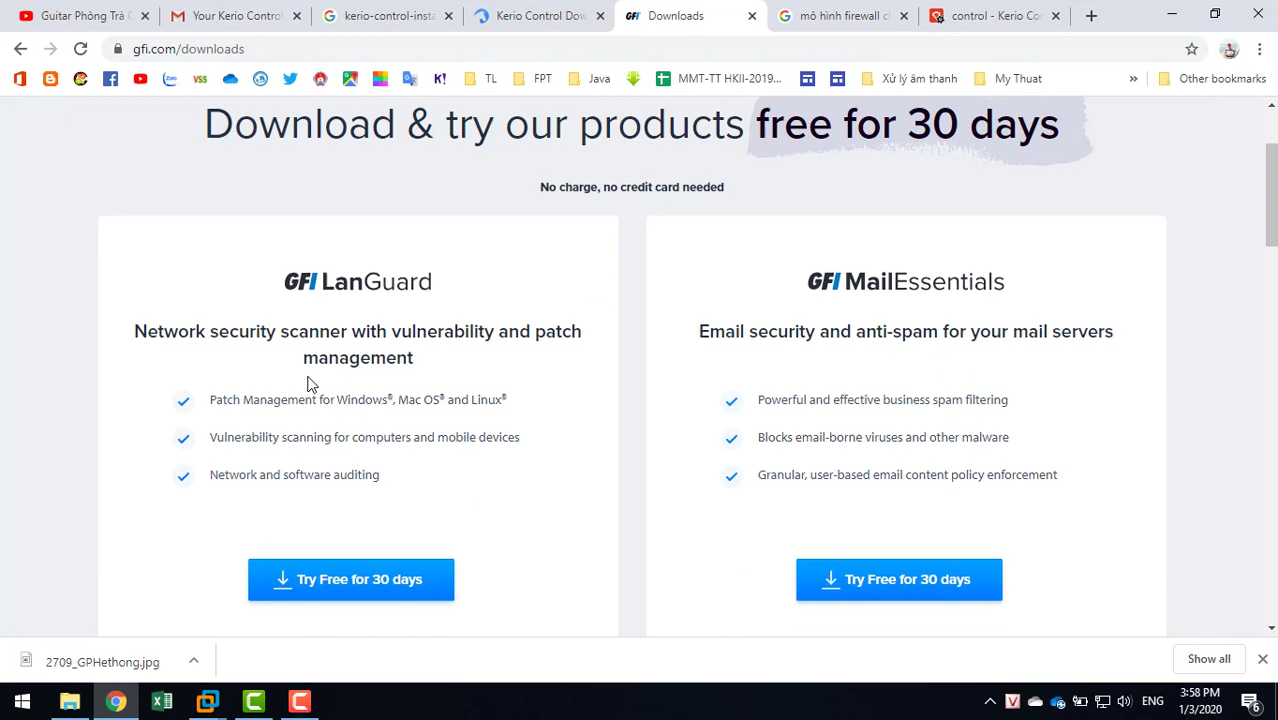 Guitar Phòng Trà C
Your Kerio Control
kerio-control-insta
Kerio Control Dow
GFI Downloads
mô hình firewall c
control - Kerio Con
gfi.com/downloads
VSS
K!
TL
FPT
Java
MMT-TT HKII-2019...
Xử lý âm thanh
My Thuat
»
Other bookmarks
Download & try our products free for 30 days
No charge, no credit card needed
GFI LanGuard
Network security scanner with vulnerability and patch
management
Patch Management for Windows®, Mac OS® and Linux®
Vulnerability scanning for computers and mobile devices
Network and software auditing
Try Free for 30 days
GFI MailEssentials
Email security and anti-spam for your mail servers
Powerful and effective business spam filtering
Blocks email-borne viruses and other malware
Granular, user-based email content policy enforcement
Try Free for 30 days
2709_GPHethong.jpg
Show all
ENG
3:58 PM
1/3/2020
6